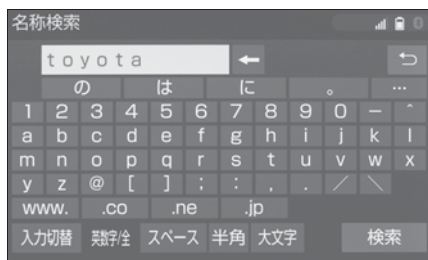 名称検索
toyota
の は に 。 …
1 2 3 4 5 6 7 8 9 0 － ＾
a b c d e f g h i j k l
m n o p q r s t u v w x
y z @ [ ] ; : , . ／ ＼
www. .co .ne .jp
入力切替 英数字/全 スペース 半角 大文字 検索